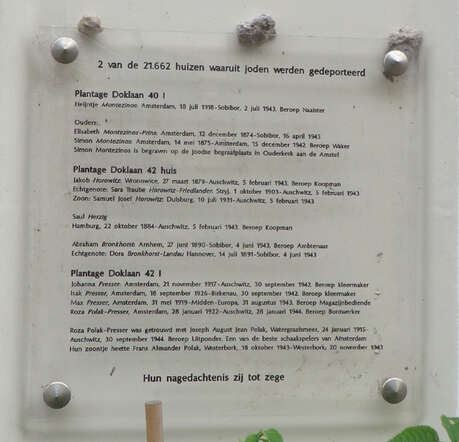 2 van de 21.662 huizen waaruit joden werden gedeporteerd
Plantage Doklaan 40 I
Heijntje Montezinos. Amsterdam, 18 juli 1918-Sobibor, 2 juli 1943. Beroep Naaister
Ouders:
Elisabeth Montezinos-Prins. Amsterdam, 12 december 1874-Sobibor, 16 april 1943
Simon Montezinos. Amsterdam, 14 mei 1875-Amsterdam, 15 december 1942. Beroep Waker
Simon Montezinos is begraven op de Joodse begraafplaats in Ouderkerk aan de Amstel
Plantage Doklaan 42 huis
Jakob Horowitz. Wronowice, 27 maart 1879-Auschwitz, 5 februari 1943. Beroep Koopman
Echtgenote: Sara Traulte Horowitz-Friedlander. Stryj, 1 oktober 1903-Auschwitz, 5 februari 1943
Zoon: Samuel Josef Horowitz. Duisburg, 10 juli 1931-Auschwitz, 5 februari 1943
Saul Herzig
Hamburg, 22 oktober 1884-Auschwitz, 5 februari 1943. Beroep Koopman
Abraham Bronkhorst. Arnhem, 27 juni 1890-Sobibor, 4 juni 1943. Beroep Ambtenaar
Echtgenote: Dora Bronkhorst-Landau Hannover, 14 juli 1891-Sobibor, 4 juni 1943
Plantage Doklaan 42 I
Johanna Presser. Amsterdam, 21 november 1917-Auschwitz, 30 september 1942. Beroep kleermaker
Isak Presser, Amsterdam, 18 september 1926-Birkenau, 30 september 1942. Beroep kleermaker
Max Presser, Amsterdam, 31 mei 1919-Midden-Europa, 31 augustus 1943. Beroep Magazijnbediende
Roza Polak-Presser, Amsterdam, 28 januari 1922-Auschwitz, 28 januari 1944. Beroep Bontwerker
Roza Polak-Presser was getrouwd met Joseph August Jean Polak, Watergraafsmeer, 24 januari 1915-
Auschwitz, 30 september 1944. Beroep Uitponder. Een van de beste schaakspelers van Amsterdam
Hun zoontje heette Frans Alexander Polak, Westerbork, 18 oktober 1943-Westerbork, 20 november 1943
Hun nagedachtenis zij tot zege